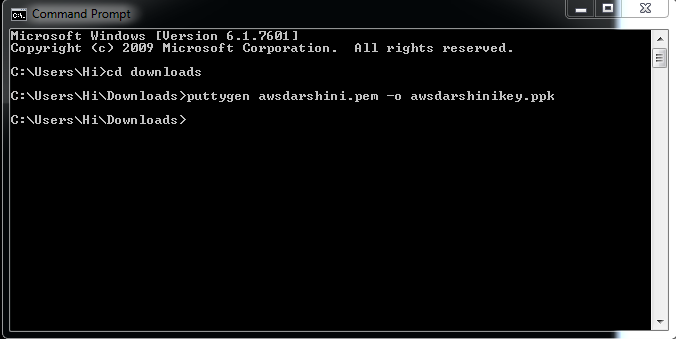 Command Prompt
Microsoft Windows [Version 6.1.7601]
Copyright (c) 2009 Microsoft Corporation.  All rights reserved.
C:\Users\Hi>cd downloads
C:\Users\Hi\Downloads>puttygen awsdarshini.pem -o awsdarshinikey.ppk
C:\Users\Hi\Downloads>